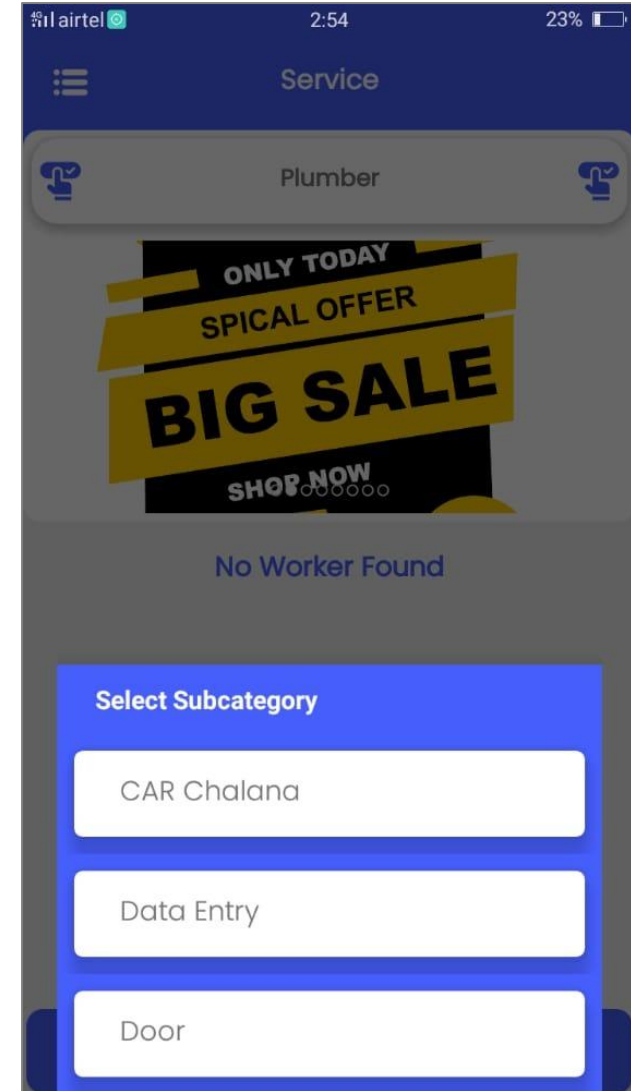 4G airtel 2:54 23%
Service
Plumber
ONLY TODAY
SPICAL OFFER
BIG SALE
SHOP NOW
No Worker Found
Select Subcategory
CAR Chalana
Data Entry
Door